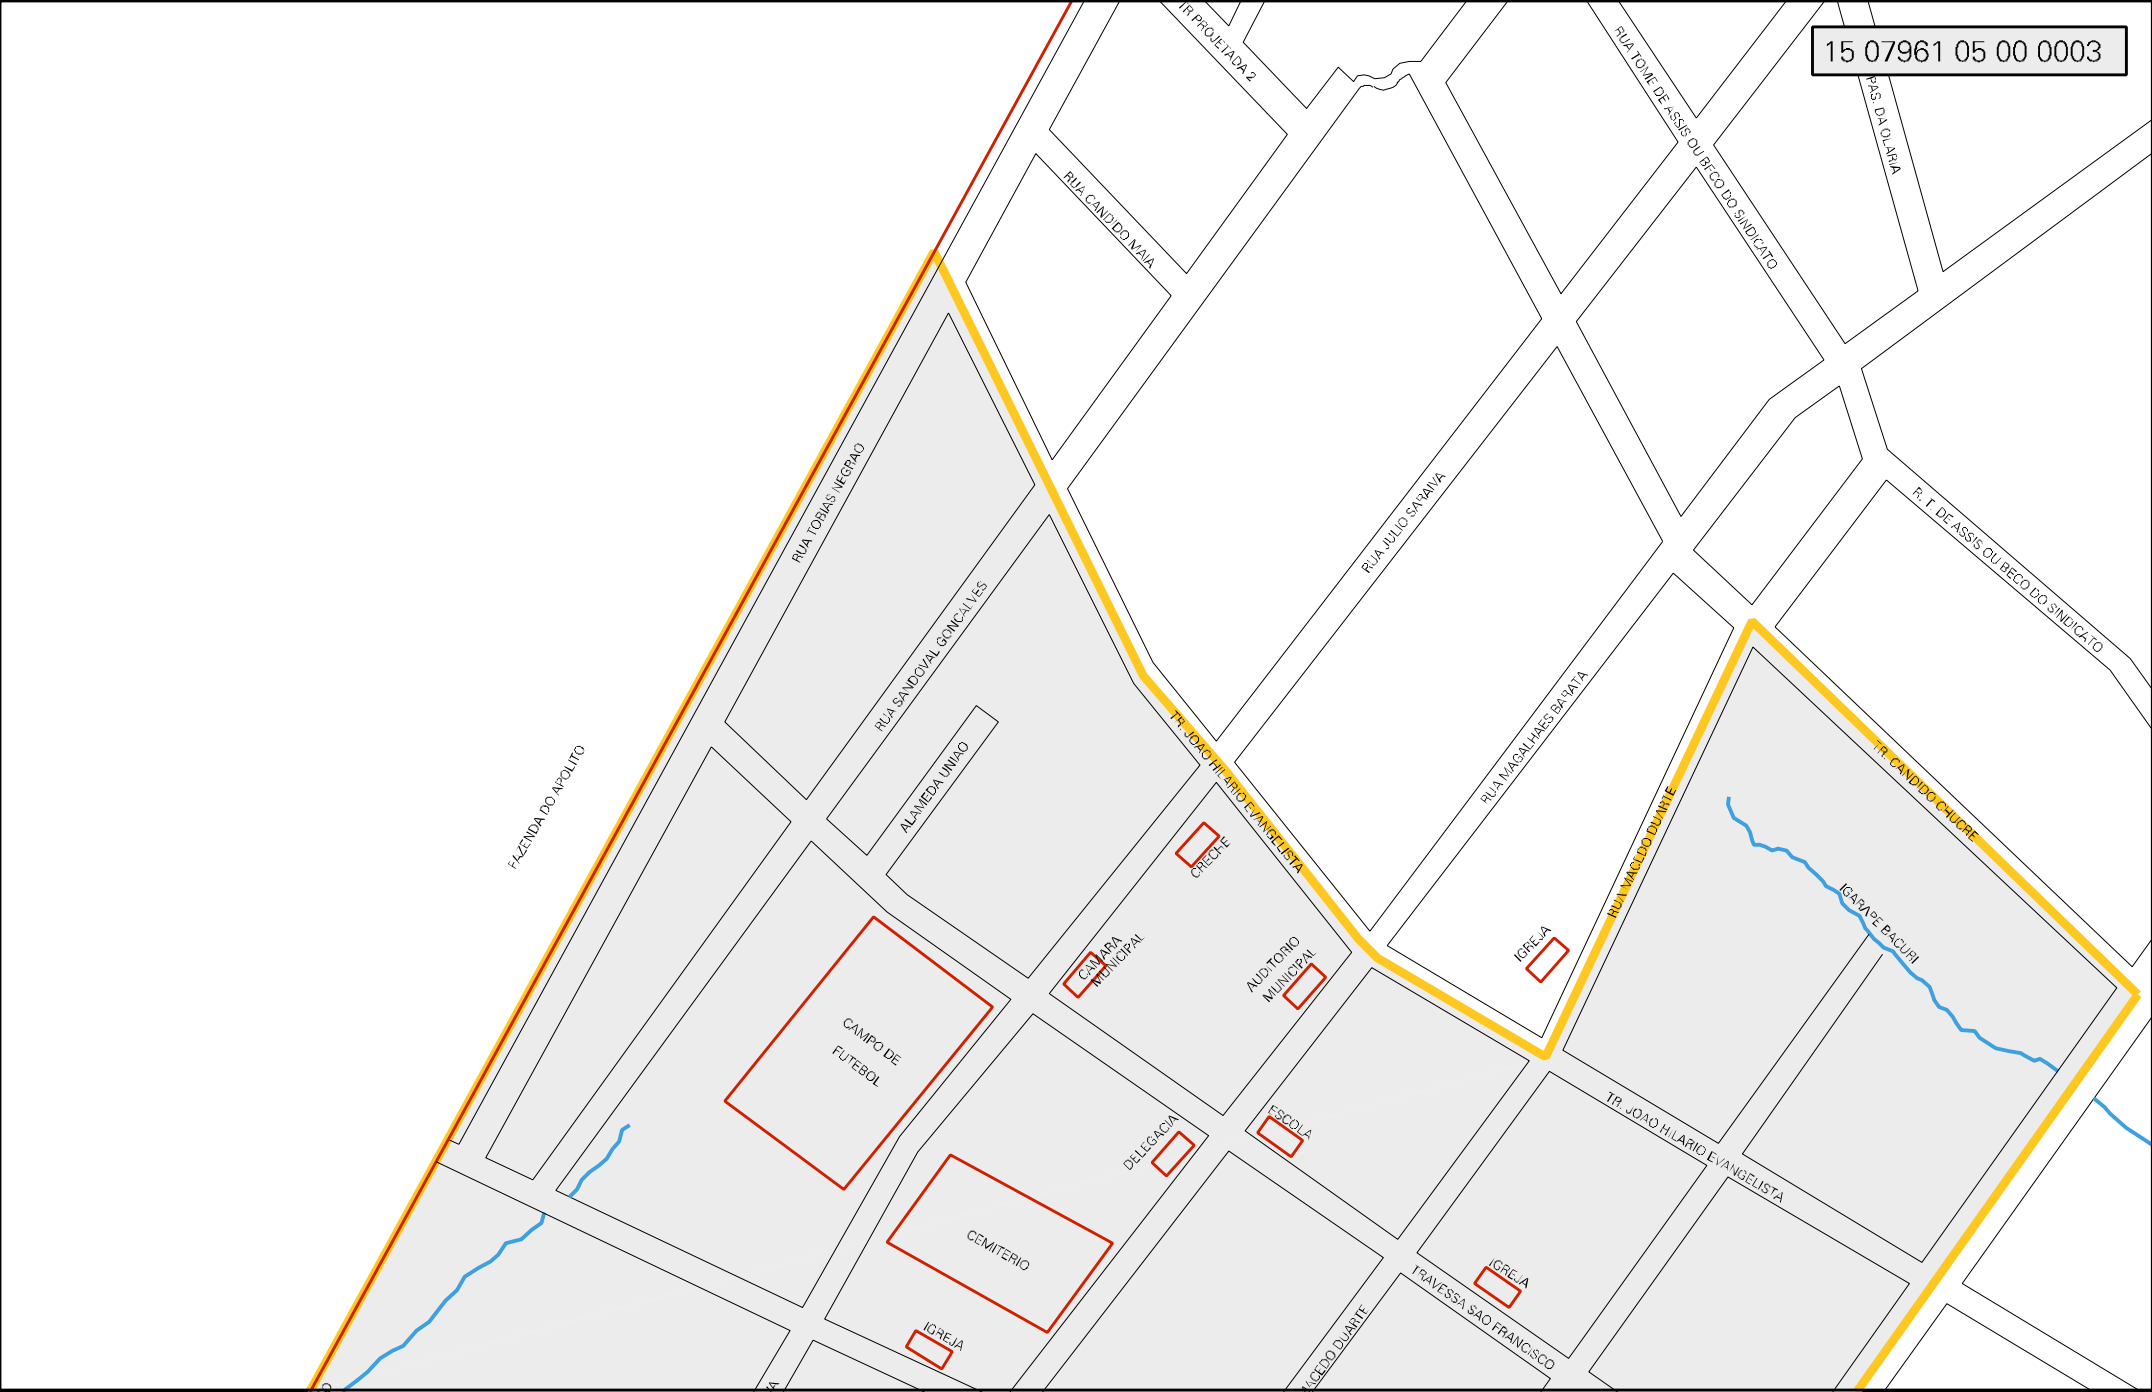 15 07961 05 00 0003
TR PROJETADA 2
RUA TOME DE ASSIS OU BECO DO SINDICATO
PAS. DA OLARIA
RUA CANDIDO MAIA
RUA TOBIAS NEGRAO
RUA JULIO SARAIVA
R. T. DE ASSIS OU BECO DO SINDICATO
RUA SANDOVAL GONCALVES
RUA MAGALHAES BARATA
ALAMEDA UNIAO
FAZENDA DO APOLITO
TR. JOAO HILARIO EVANGELISTA
TR. CANDIDO CHUCRE
RUA MACEDO DUARTE
CRECHE
IGARAPE BACURI
IGREJA
CAMARA
MUNICIPAL
AUDITORIO
MUNICIPAL
CAMPO DE
FUTEBOL
DELEGACIA
ESCOLA
TR. JOAO HILARIO EVANGELISTA
CEMITERIO
IGREJA
TRAVESSA SAO FRANCISCO
IGREJA
ACEDO DUARTE